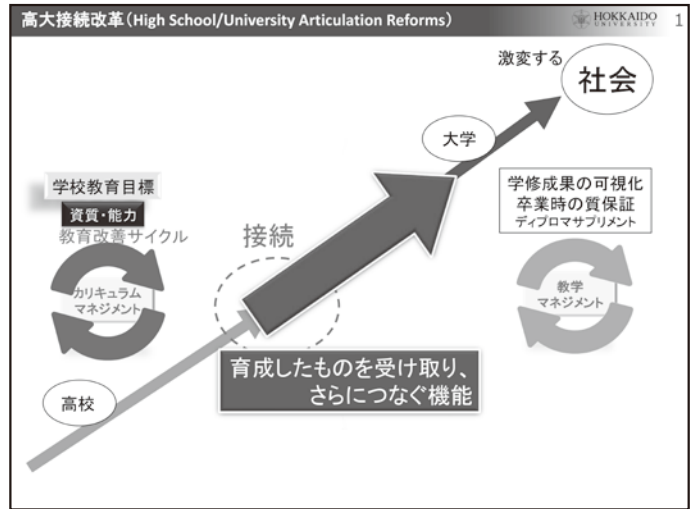 高大接続改革(High School/University Articulation Reforms)
HOKKAIDO
UNIVERSITY
1
激変する
社会
大学
学校教育目標
資質・能力
教育改善サイクル
カリキュラム
マネジメント
接続
学修成果の可視化
卒業時の質保証
ディプロマサプリメント
教学
マネジメント
育成したものを受け取り、
さらにつなぐ機能
高校